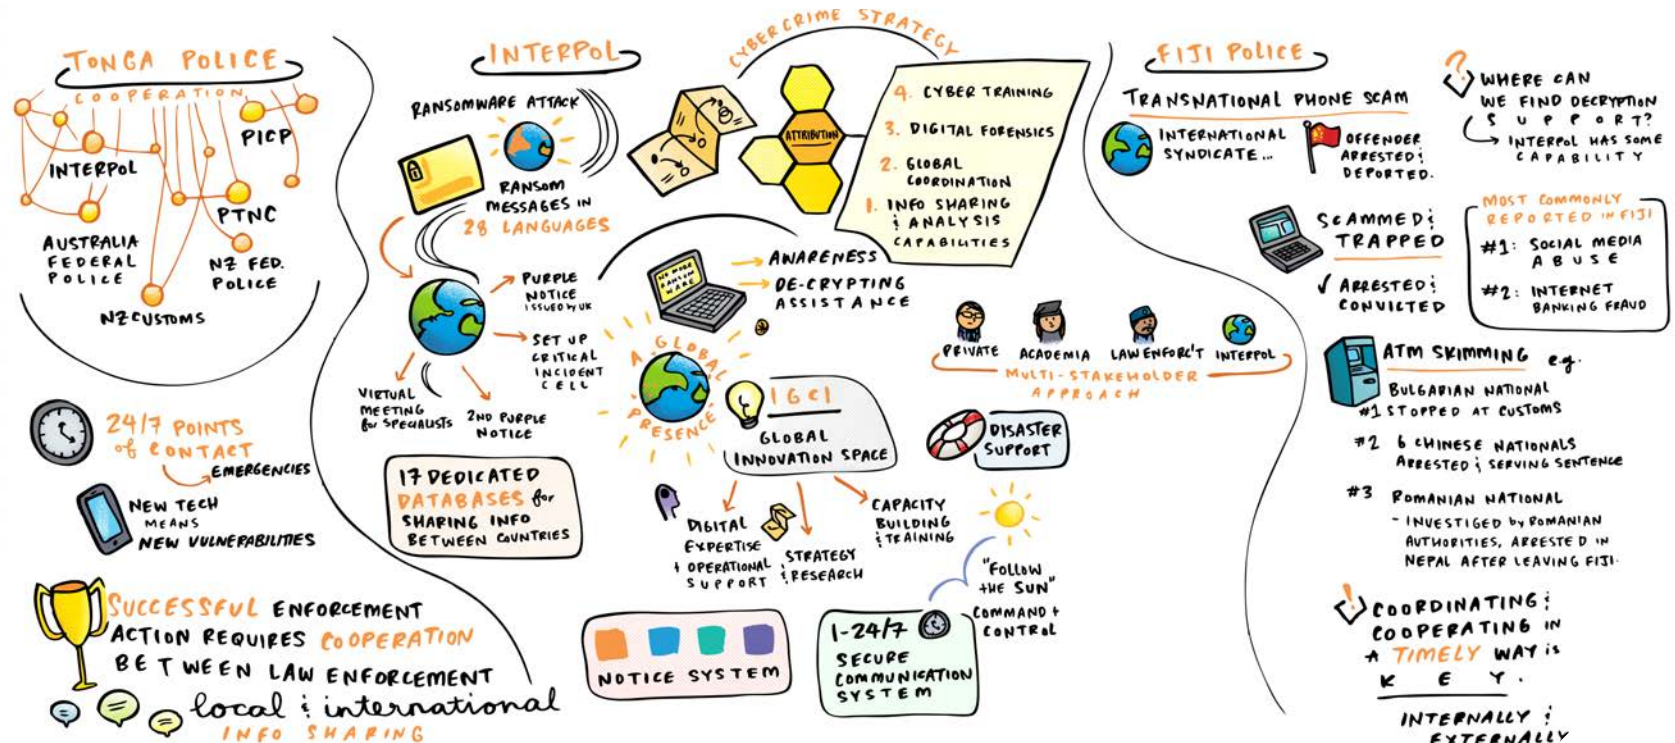 TONGA POLICE
COOPERATION
PICP
INTERPOL
PTNC
AUSTRALIA
FEDERAL
POLICE
NZ FED.
POLICE
NZ CUSTOMS
24/7 POINTS
of CONTACT
EMERGENCIES
NEW TECH
MEANS
NEW VULNERABILITIES
SUCCESSFUL ENFORCEMENT
ACTION REQUIRES COOPERATION
BETWEEN LAW ENFORCEMENT
local & international
INFO SHARING
INTERPOL
RANSOMWARE ATTACK
RANSOM
MESSAGES IN
28 LANGUAGES
PURPLE
NOTICE
ISSUED by UK
SET UP
CRITICAL
INCIDENT
CELL
VIRTUAL
MEETING
for SPECIALISTS
2ND PURPLE
NOTICE
17 DEDICATED
DATABASES for
SHARING INFO
BETWEEN COUNTRIES
CYBERCRIME STRATEGY
ATTRIBUTION
4. CYBER TRAINING
3. DIGITAL FORENSICS
2. GLOBAL
COORDINATION
1. INFO SHARING
& ANALYSIS
CAPABILITIES
NO MORE
RANSOM
WARE
AWARENESS
DE-CRYPTING
ASSISTANCE
A GLOBAL
PRESENCE
IGCI
GLOBAL
INNOVATION SPACE
DIGITAL
EXPERTISE
+ OPERATIONAL
SUPPORT
STRATEGY
& RESEARCH
CAPACITY
BUILDING
& TRAINING
PRIVATE
ACADEMIA
LAW ENFORC'T
INTERPOL
MULTI-STAKEHOLDER
APPROACH
DISASTER
SUPPORT
"FOLLOW
THE SUN"
COMMAND +
CONTROL
NOTICE SYSTEM
I-24/7
SECURE
COMMUNICATION
SYSTEM
FIJI POLICE
TRANSNATIONAL PHONE SCAM
INTERNATIONAL
SYNDICATE...
OFFENDER
ARRESTED &
DEPORTED.
SCAMMED &
TRAPPED
✓ ARRESTED &
CONVICTED
?
WHERE CAN
WE FIND DECRYPTION
SUPPORT?
INTERPOL HAS SOME
CAPABILITY
MOST COMMONLY
REPORTED IN FIJI
#1: SOCIAL MEDIA
ABUSE
#2: INTERNET
BANKING FRAUD
ATM SKIMMING e.g.
BULGARIAN NATIONAL
#1 STOPPED AT CUSTOMS
#2 6 CHINESE NATIONALS
ARRESTED & SERVING SENTENCE
#3 ROMANIAN NATIONAL
- INVESTIGED by ROMANIAN
AUTHORITIES, ARRESTED IN
NEPAL AFTER LEAVING FIJI.
!
COORDINATING &
COOPERATING IN
A TIMELY WAY is
KEY.
INTERNALLY &
EXTERNALLY